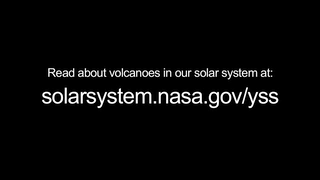 Read about volcanoes in our solar system at:
solarsystem.nasa.gov/yss